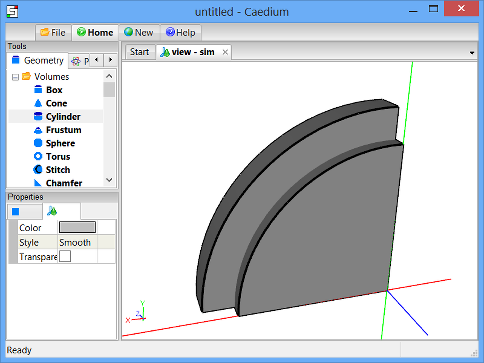 untitled - Caedium
File Home New Help
Tools
Geometry P
Start view - sim
Volumes
Box
Cone
Cylinder
Frustum
Sphere
Torus
Stitch
Chamfer
Properties
Color
Style Smooth
Transpare
Y
Z
X
Ready